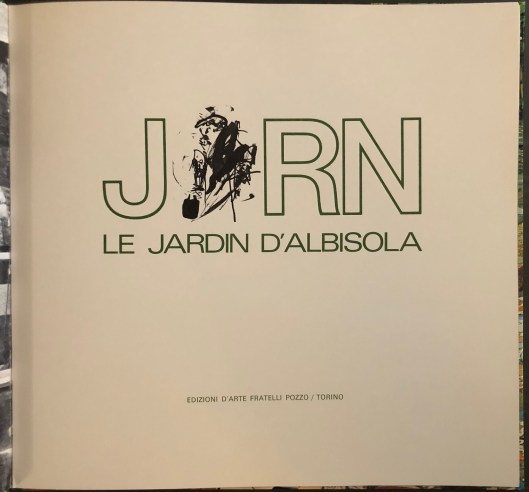 JORN
LE JARDIN D'ALBISOLA
EDIZIONI D'ARTE FRATELLI POZZO / TORINO